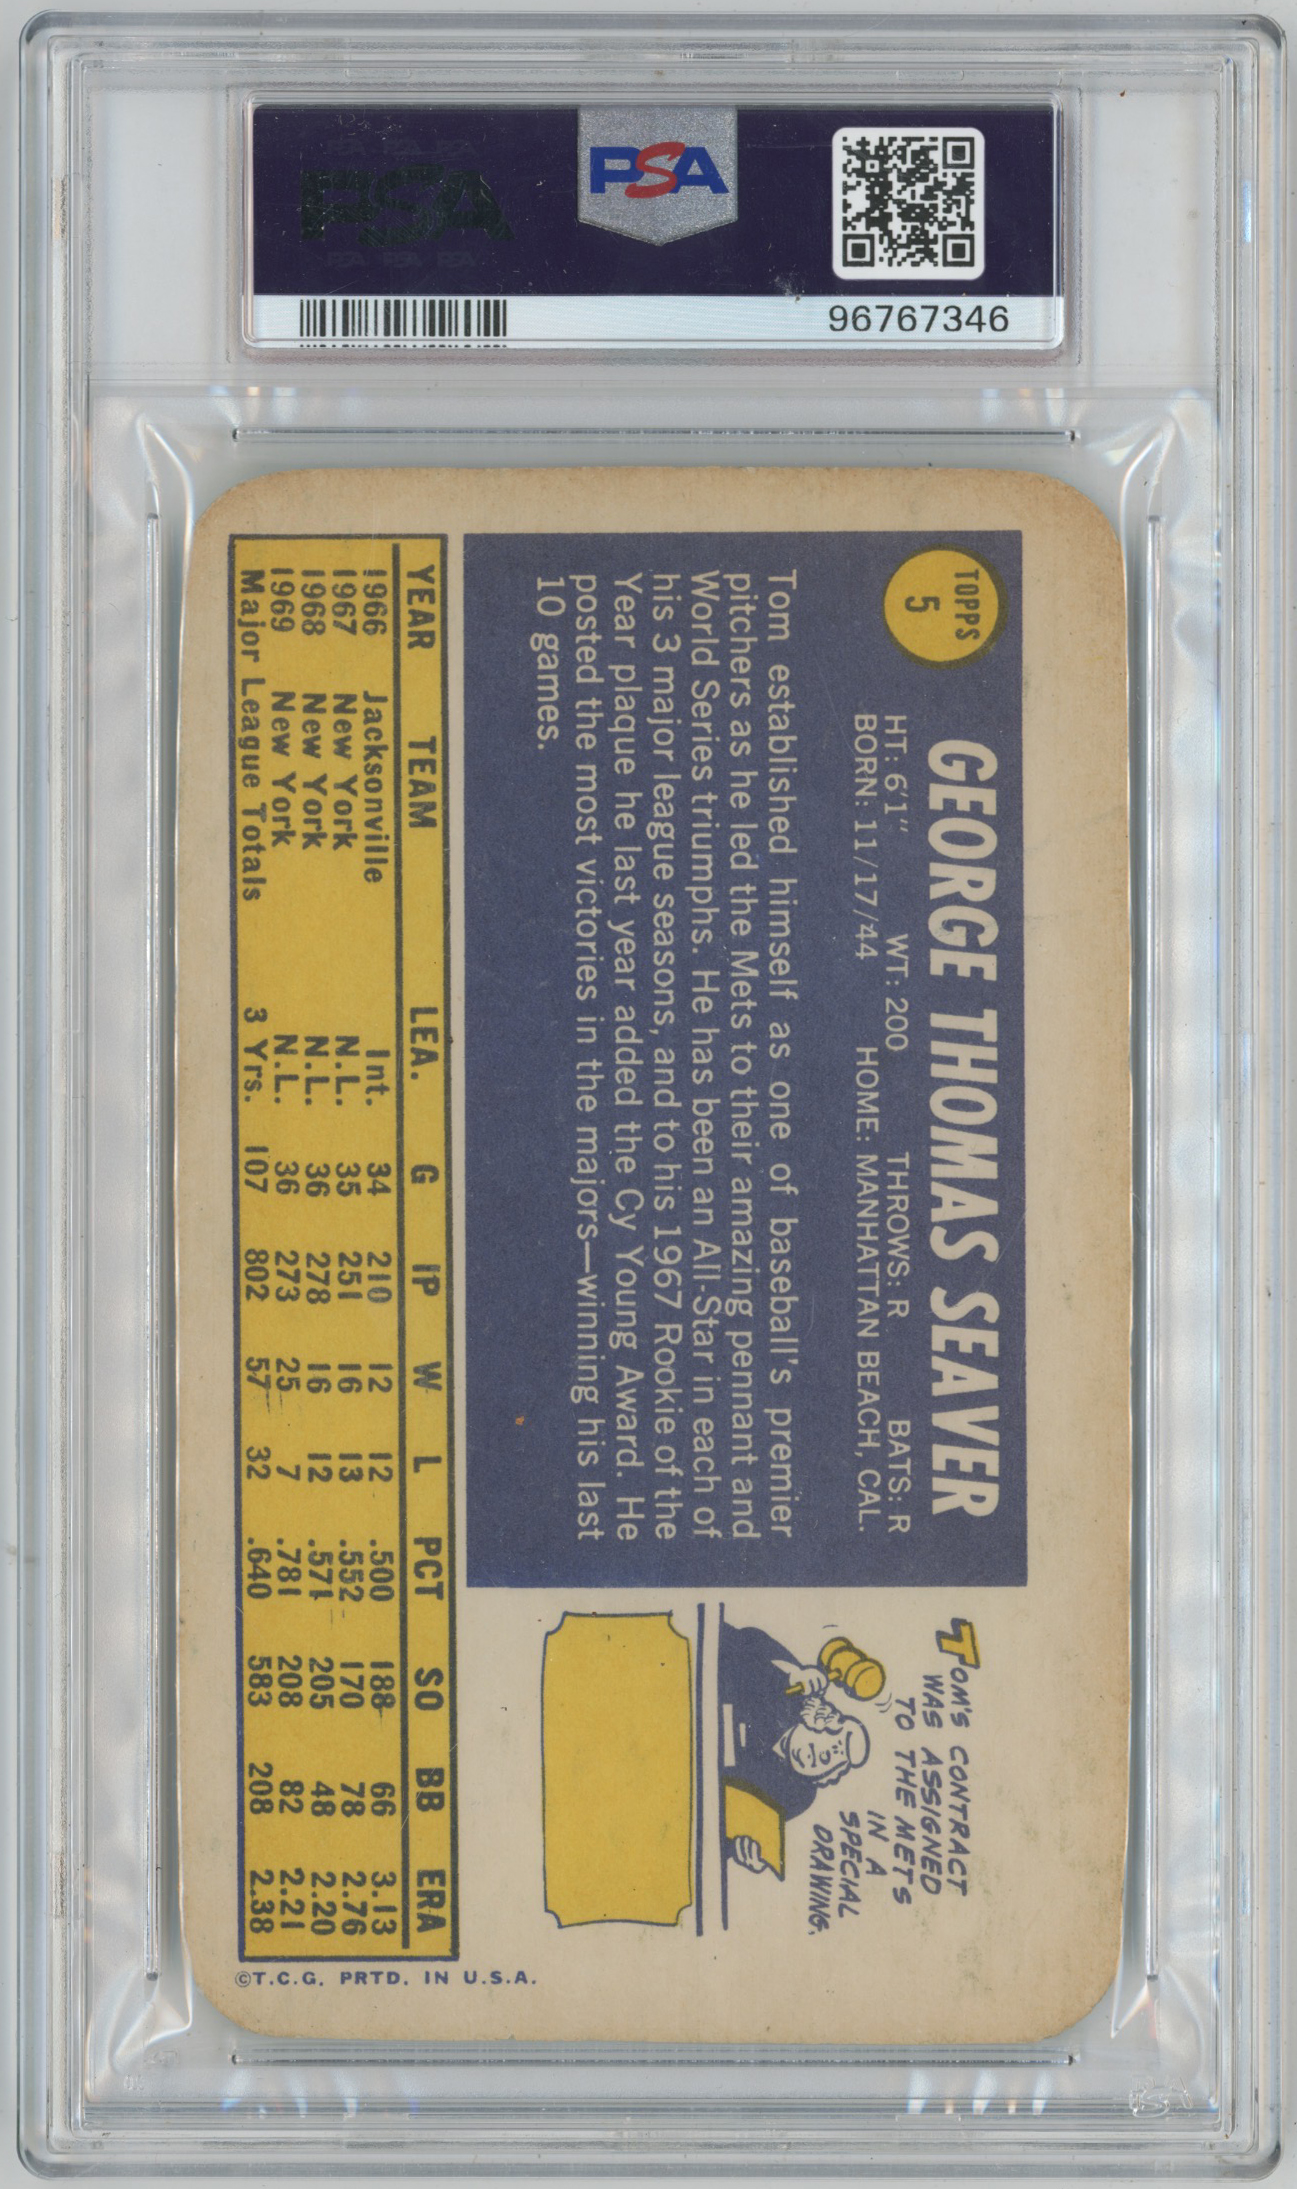 PSA
96767346
TOPPS
5
GEORGE THOMAS SEAVER
HT: 6'1" WT: 200 THROWS: R BATS: R
BORN: 11/17/44 HOME: MANHATTAN BEACH, CAL.
Tom established himself as one of baseball's premier
pitchers as he led the Mets to their amazing pennant and
World Series triumphs. He has been an All-Star in each of
his 3 major league seasons, and to his 1967 Rookie of the
Year plaque he last year added the Cy Young Award. He
posted the most victories in the majors—winning his last
10 games.
TOM'S CONTRACT
WAS ASSIGNED
TO THE METS
IN A
SPECIAL
DRAWING.
YEAR TEAM LEA. G IP W L PCT SO BB ERA
1966 Jacksonville Int. 34 210 12 12 .500 188 66 3.13
1967 New York N.L. 35 251 16 13 .552 170 78 2.76
1968 New York N.L. 36 278 16 12 .571 205 48 2.20
1969 New York N.L. 36 273 25 7 .781 208 82 2.21
Major League Totals 3 Yrs. 107 802 57 32 .640 583 208 2.38
©T.C.G. PRTD. IN U.S.A.
PSA
PSA